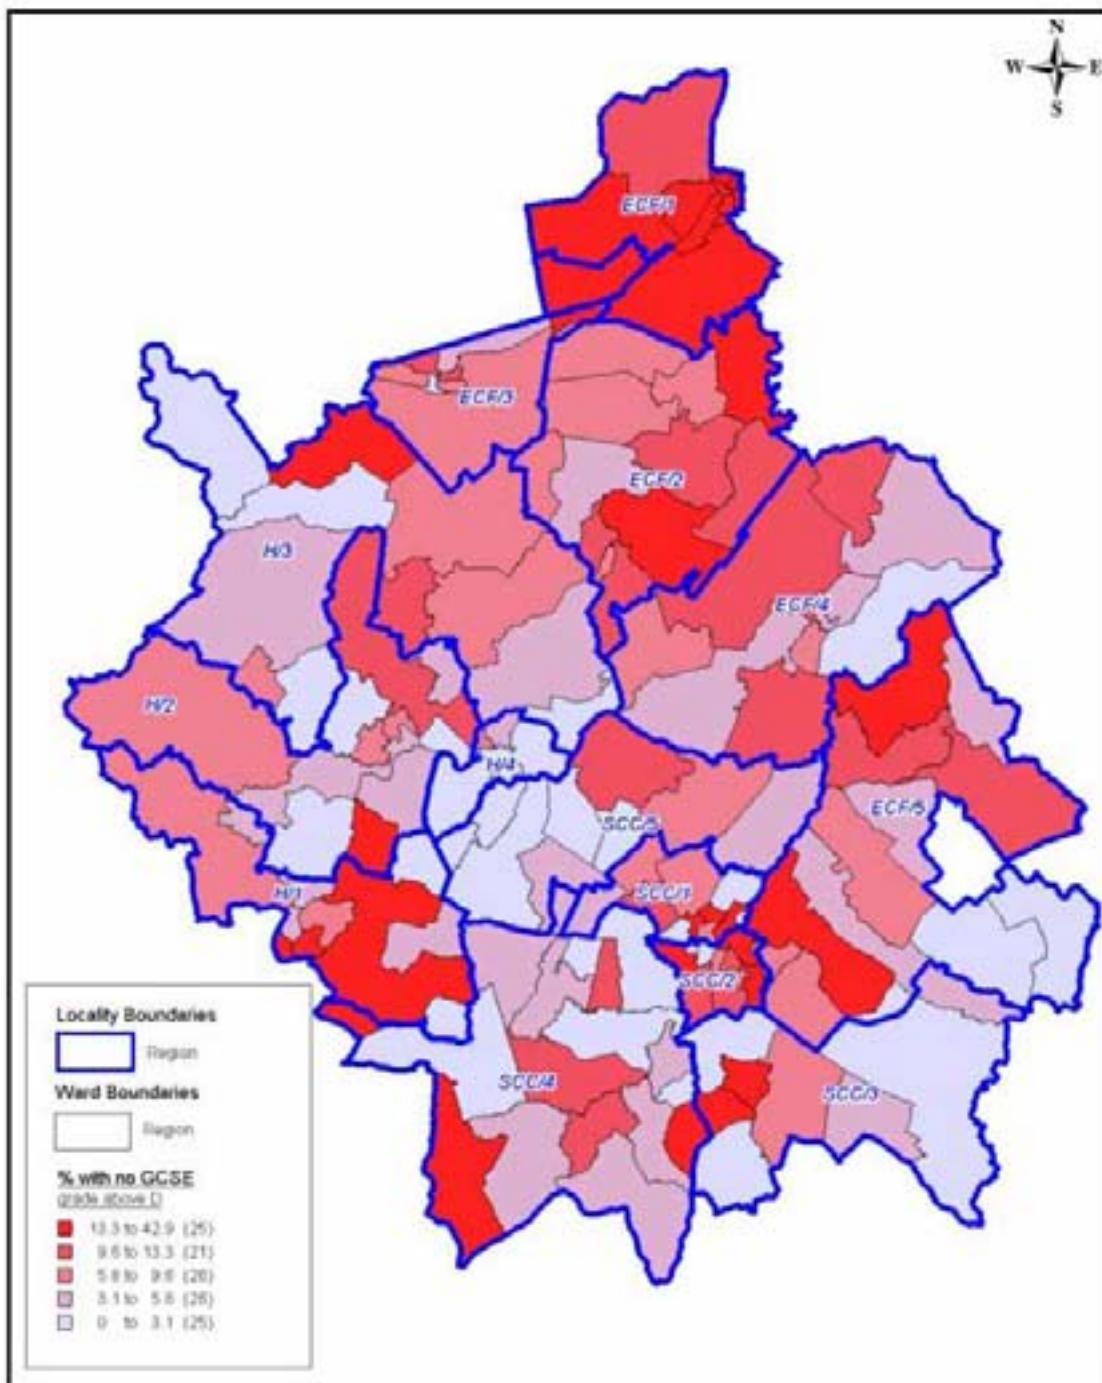 N
W E
S
ECF/1
ECF/3
ECF/2
H/3
ECF/4
H/2
H/4
ECF/5
SCC/5
SCC/1
H/1
SCC/2
SCC/4
SCC/3
Locality Boundaries
Region
Ward Boundaries
Region
% with no GCSE
grade above D
13.3 to 42.9 (25)
9.6 to 13.3 (21)
5.8 to 9.6 (26)
3.1 to 5.8 (26)
0 to 3.1 (25)